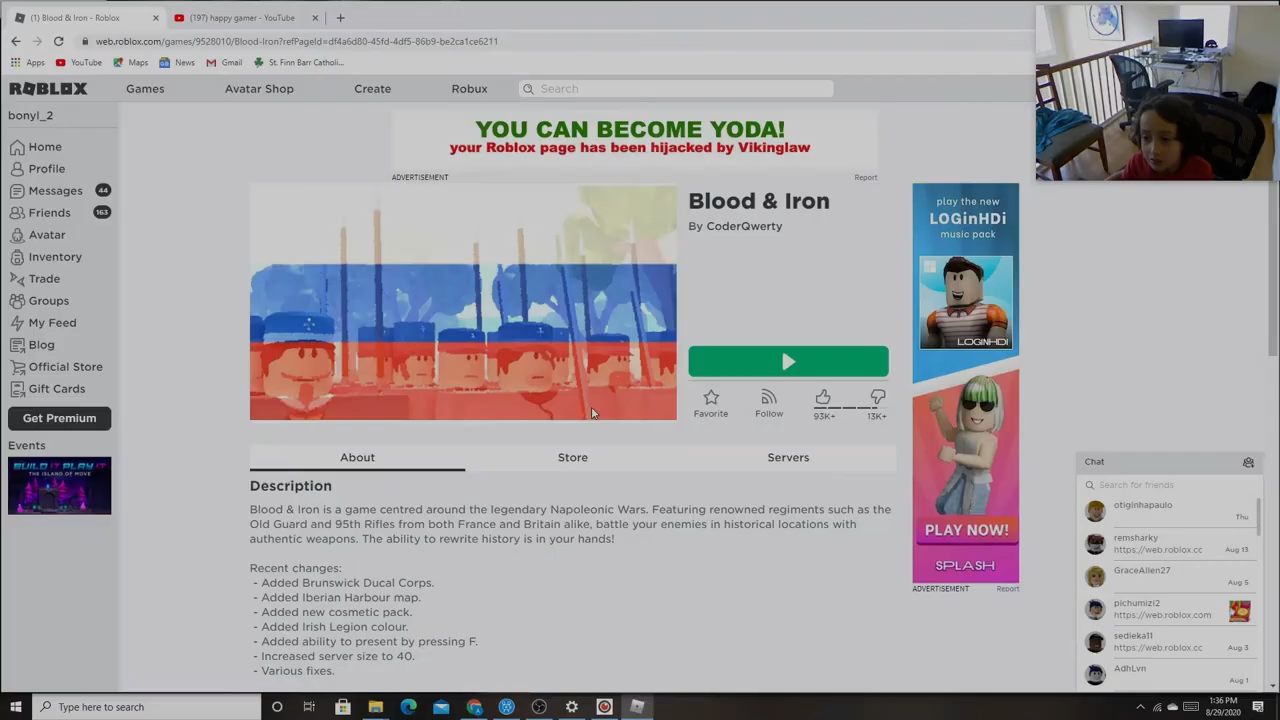 (1) Blood & Iron - Roblox
(197) happy gamer - YouTube
web.roblox.com/games/9528010/Blood-Iron?refPageId=df4a6d80-45fd-4df5-86b9-be2ca1ce6211
Apps YouTube Maps News Gmail St. Finn Barr Catholi...
ROBLOX Games Avatar Shop Create Robux Search
bonyl_2
Home
Profile
Messages 44
Friends 163
Avatar
Inventory
Trade
Groups
My Feed
Blog
Official Store
Gift Cards
Get Premium
Events
BUILD IT PLAY IT
THE ISLAND OF MOVE
YOU CAN BECOME YODA!
your Roblox page has been hijacked by Vikinglaw
ADVERTISEMENT Report
Blood & Iron
By CoderQwerty
Favorite Follow 93K+ 13K+
About Store Servers
Description
Blood & Iron is a game centred around the legendary Napoleonic Wars. Featuring renowned regiments such as the
Old Guard and 95th Rifles from both France and Britain alike, battle your enemies in historical locations with
authentic weapons. The ability to rewrite history is in your hands!
Recent changes:
- Added Brunswick Ducal Corps.
- Added Iberian Harbour map.
- Added new cosmetic pack.
- Added Irish Legion colour.
- Added ability to present by pressing F.
- Increased server size to 40.
- Various fixes.
play the new
LOGinHDi
music pack
LOGINHDI
PLAY NOW!
SPLASH
ADVERTISEMENT Report
Chat
Search for friends
otiginhapaulo
Thu
remsharky
https://web.roblox.cc Aug 13
GraceAllen27
Aug 5
pichumizi2
https://web.roblox.com
sedieka11
https://web.roblox.cc Aug 3
AdhLvn
Aug 1
Type here to search
1:36 PM
8/29/2020